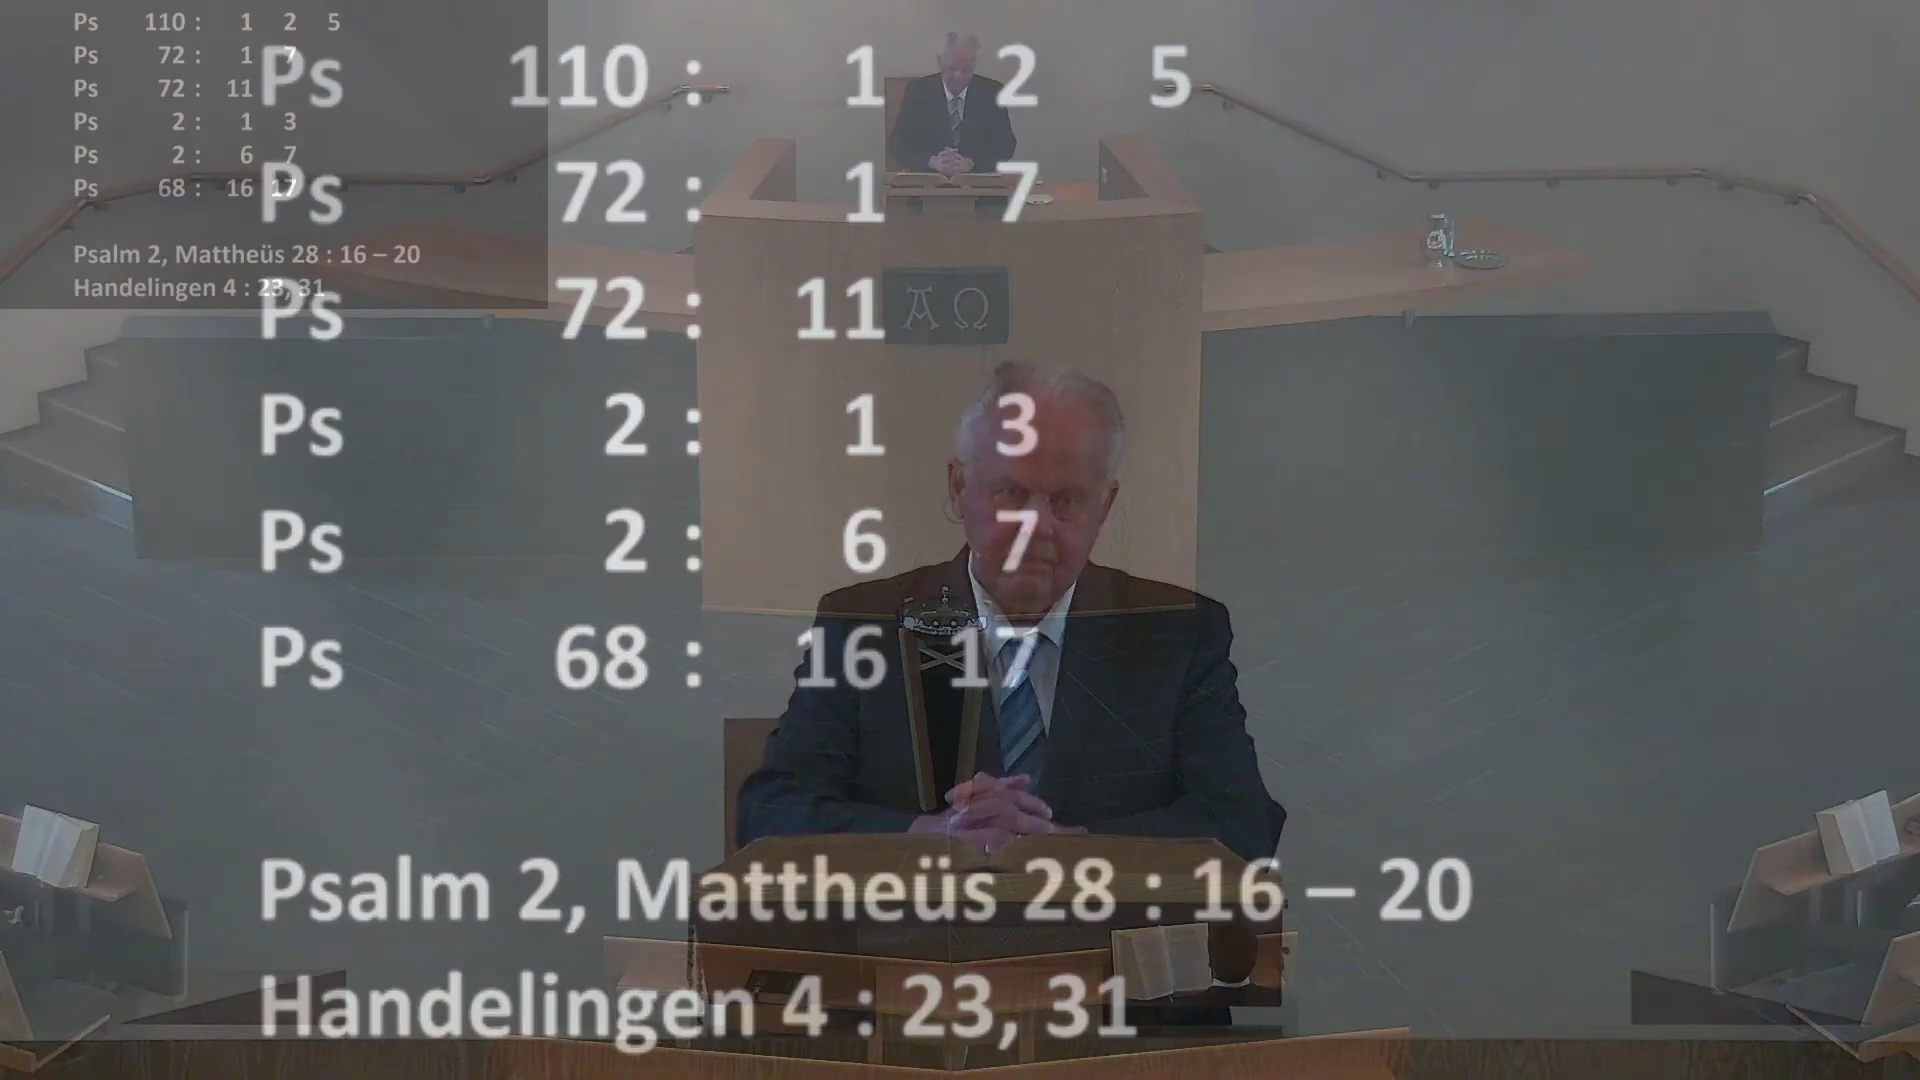 Ps 110 : 1 2 5
Ps 72 : 1 7
Ps 72 : 11
Ps 2 : 1 3
Ps 2 : 6 7
Ps 68 : 16 17
Psalm 2, Mattheüs 28 : 16 – 20
Handelingen 4 : 23, 31
Ps 110 : 1 2 5
Ps 72 : 1 7
Ps 72 : 11
Ps 2 : 1 3
Ps 2 : 6 7
Ps 68 : 16 17
Psalm 2, Mattheüs 28 : 16 – 20
Handelingen 4 : 23, 31
Α Ω